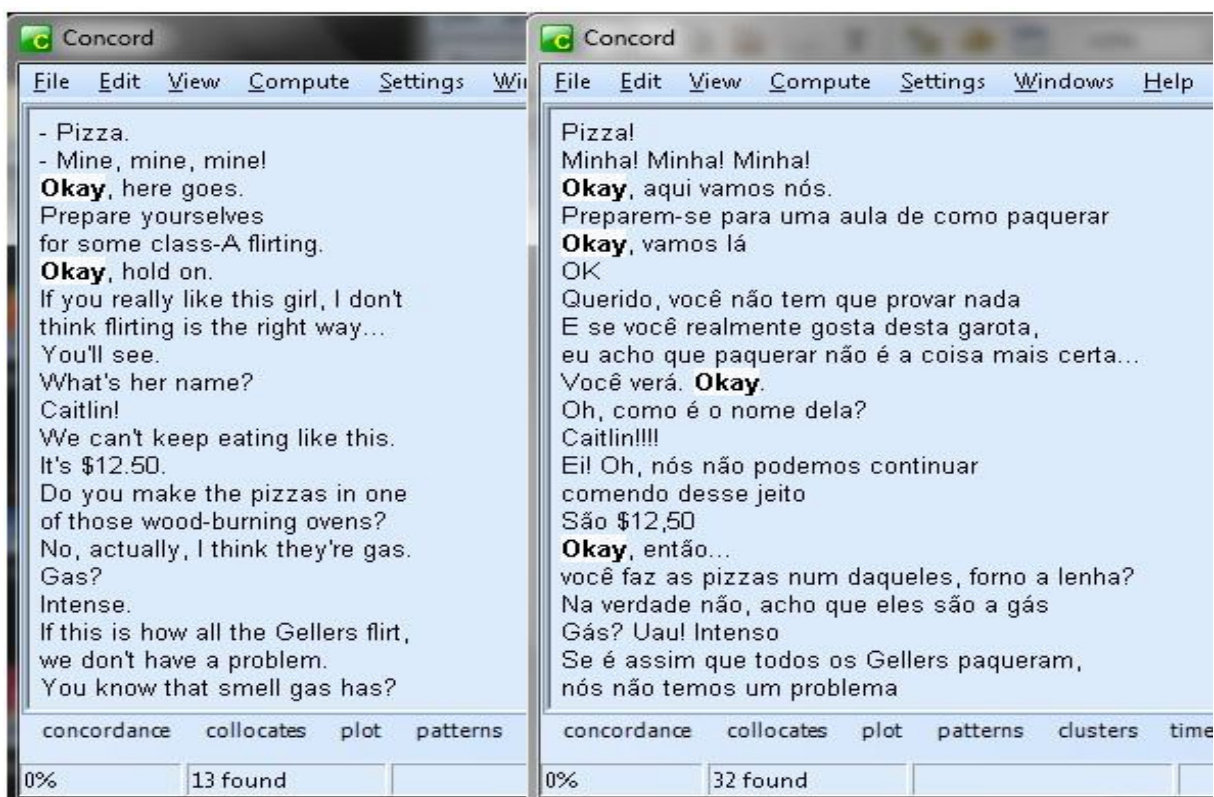 Concord
File Edit View Compute Settings
- Pizza.
- Mine, mine, mine!
Okay, here goes.
Prepare yourselves
for some class-A flirting.
Okay, hold on.
If you really like this girl, I don't
think flirting is the right way...
You'll see.
What's her name?
Caitlin!
We can't keep eating like this.
It's $12.50.
Do you make the pizzas in one
of those wood-burning ovens?
No, actually, I think they're gas.
Gas?
Intense.
If this is how all the Gellers flirt,
we don't have a problem.
You know that smell gas has?
concordance collocates plot patterns
0% 13 found
Concord
File Edit View Compute Settings Windows Help
Pizza!
Minha! Minha! Minha!
Okay, aqui vamos nós.
Preparem-se para uma aula de como paquerar
Okay, vamos lá
OK
Querido, você não tem que provar nada
E se você realmente gosta desta garota,
eu acho que paquerar não é a coisa mais certa...
Você verá. Okay.
Oh, como é o nome dela?
Caitlin!!!!
Ei! Oh, nós não podemos continuar
comendo desse jeito
São $12,50
Okay, então...
você faz as pizzas num daqueles, forno a lenha?
Na verdade não, acho que eles são a gás
Gás? Uau! Intenso
Se é assim que todos os Gellers paqueram,
nós não temos um problema
concordance collocates plot patterns clusters time
0% 32 found